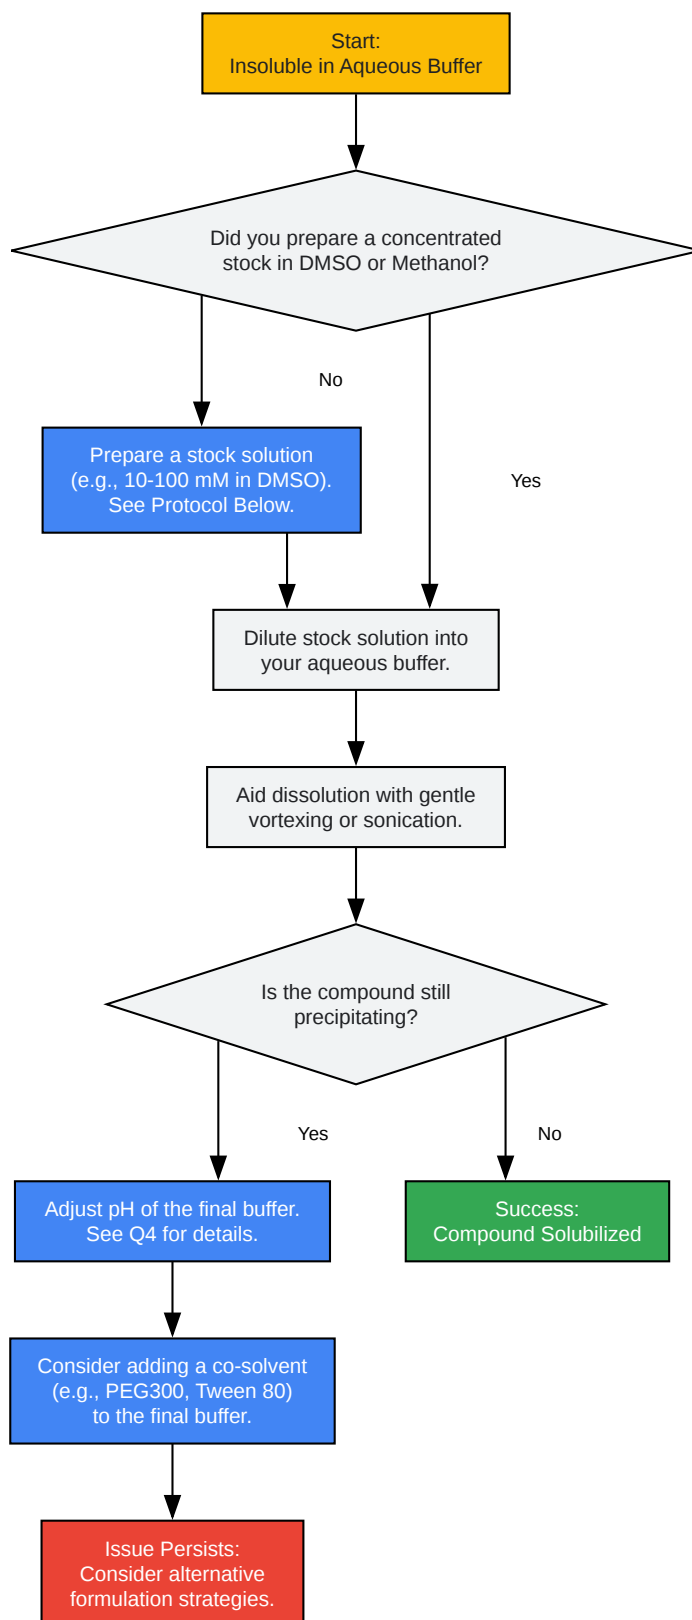 Start:
Insoluble in Aqueous Buffer
Did you prepare a concentrated
stock in DMSO or Methanol?
No
Prepare a stock solution
(e.g., 10-100 mM in DMSO).
See Protocol Below.
Yes
Dilute stock solution into
your aqueous buffer.
Aid dissolution with gentle
vortexing or sonication.
Is the compound still
precipitating?
Yes
No
Adjust pH of the final buffer.
See Q4 for details.
Success:
Compound Solubilized
Consider adding a co-solvent
(e.g., PEG300, Tween 80)
to the final buffer.
Issue Persists:
Consider alternative
formulation strategies.